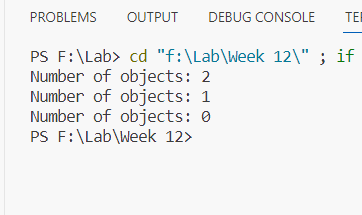 PROBLEMS OUTPUT DEBUG CONSOLE
PS F:\Lab> cd "f:\Lab\Week 12\" ; if
Number of objects: 2
Number of objects: 1
Number of objects: 0
PS F:\Lab\Week 12>